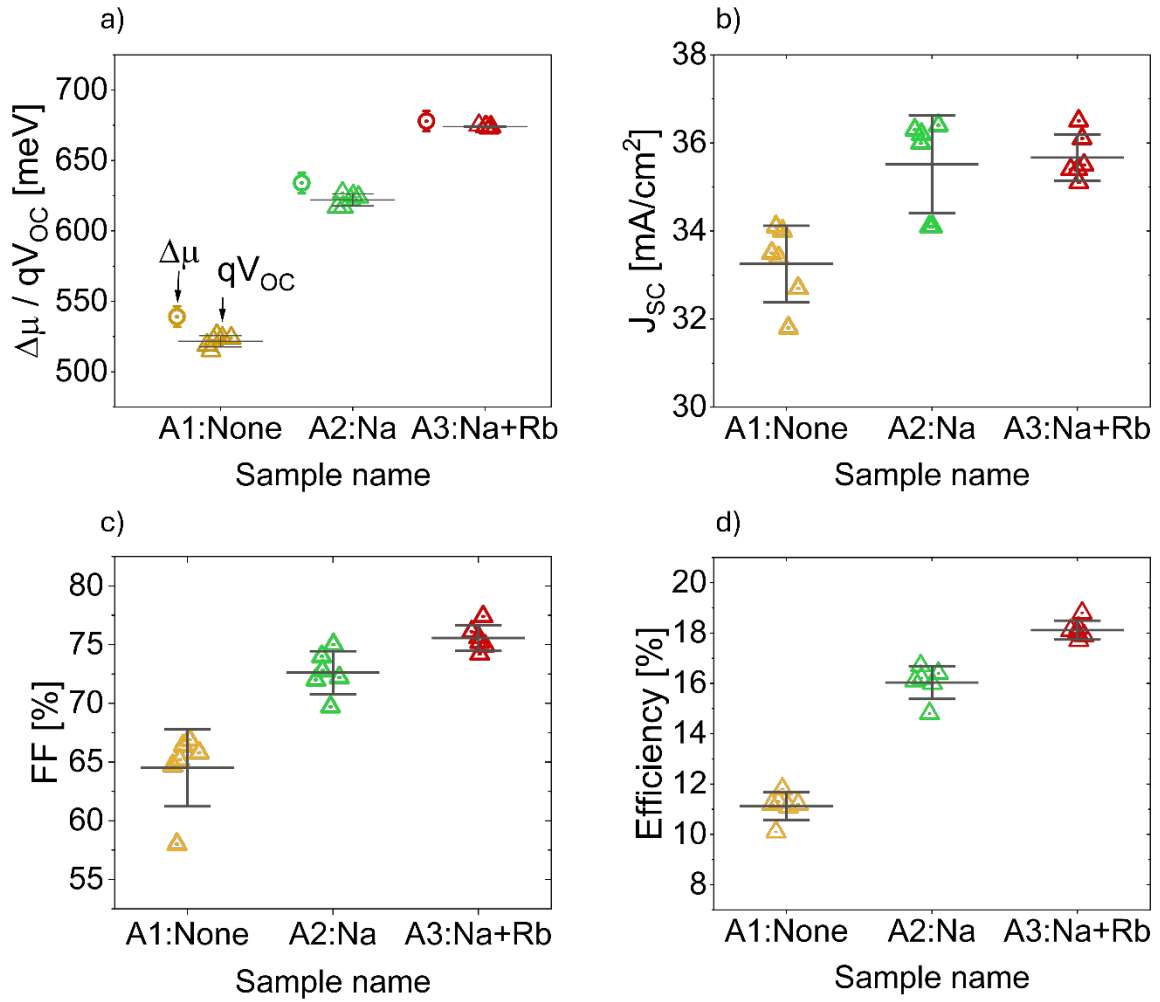 a)
Δμ / qV_OC [meV]
700
650
600
550
500
Δμ
qV_OC
A1:None A2:Na A3:Na+Rb
Sample name
b)
J_SC [mA/cm²]
38
36
34
32
30
A1:None A2:Na A3:Na+Rb
Sample name
c)
FF [%]
80
75
70
65
60
55
A1:None A2:Na A3:Na+Rb
Sample name
d)
Efficiency [%]
20
18
16
14
12
10
8
A1:None A2:Na A3:Na+Rb
Sample name